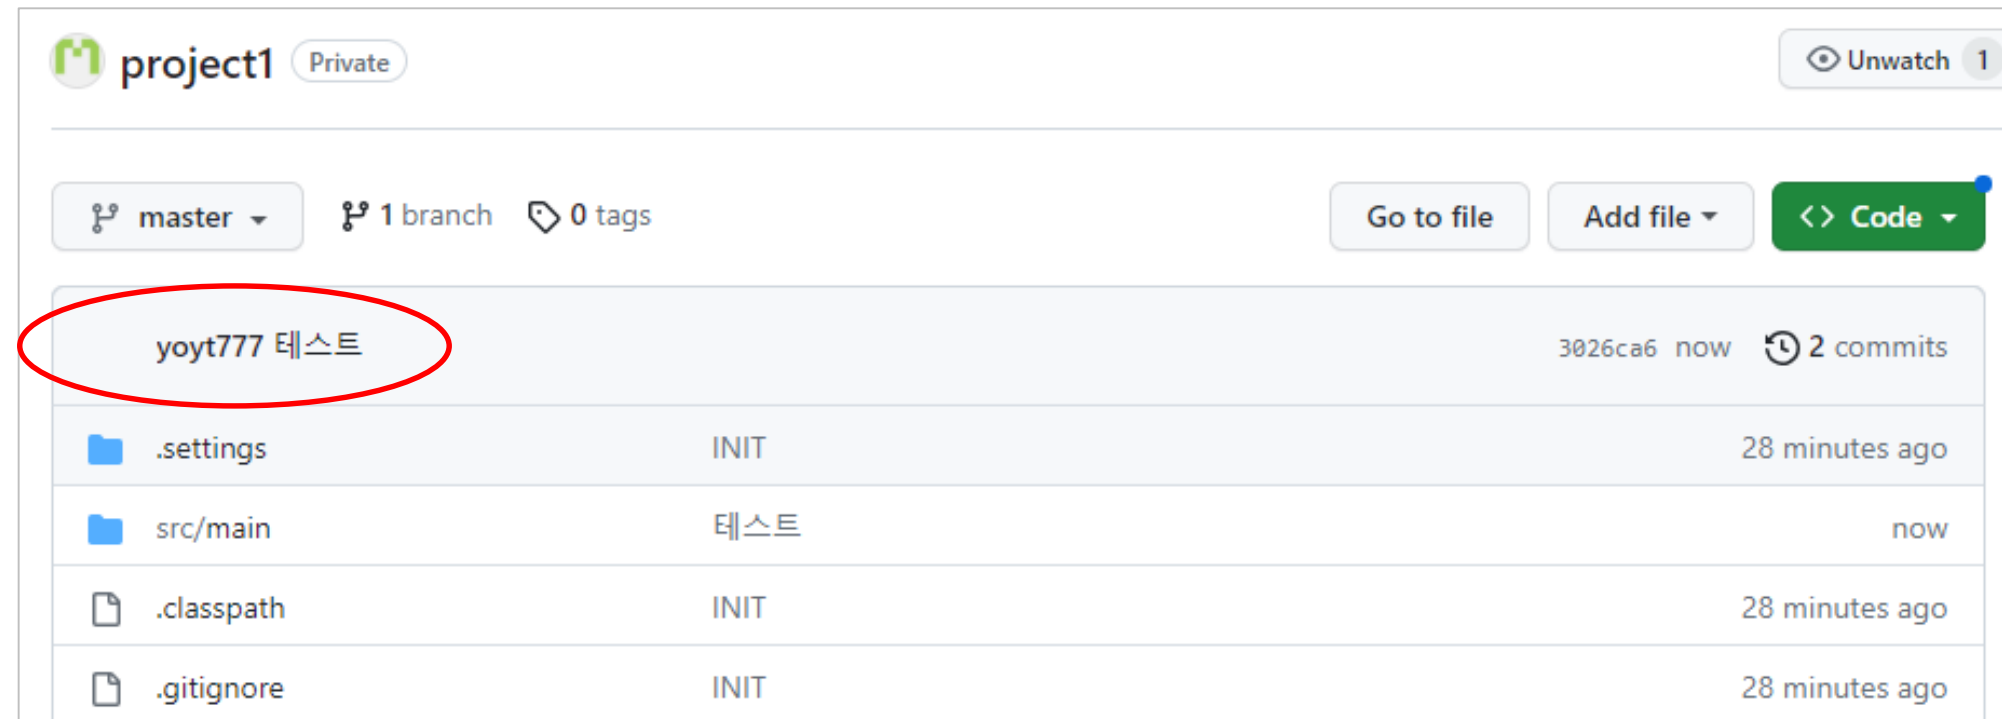 project1 Private Unwatch 1
master 1 branch 0 tags Go to file Add file <> Code
yoyt777 테스트 3026ca6 now 2 commits
.settings INIT 28 minutes ago
src/main 테스트 now
.classpath INIT 28 minutes ago
.gitignore INIT 28 minutes ago